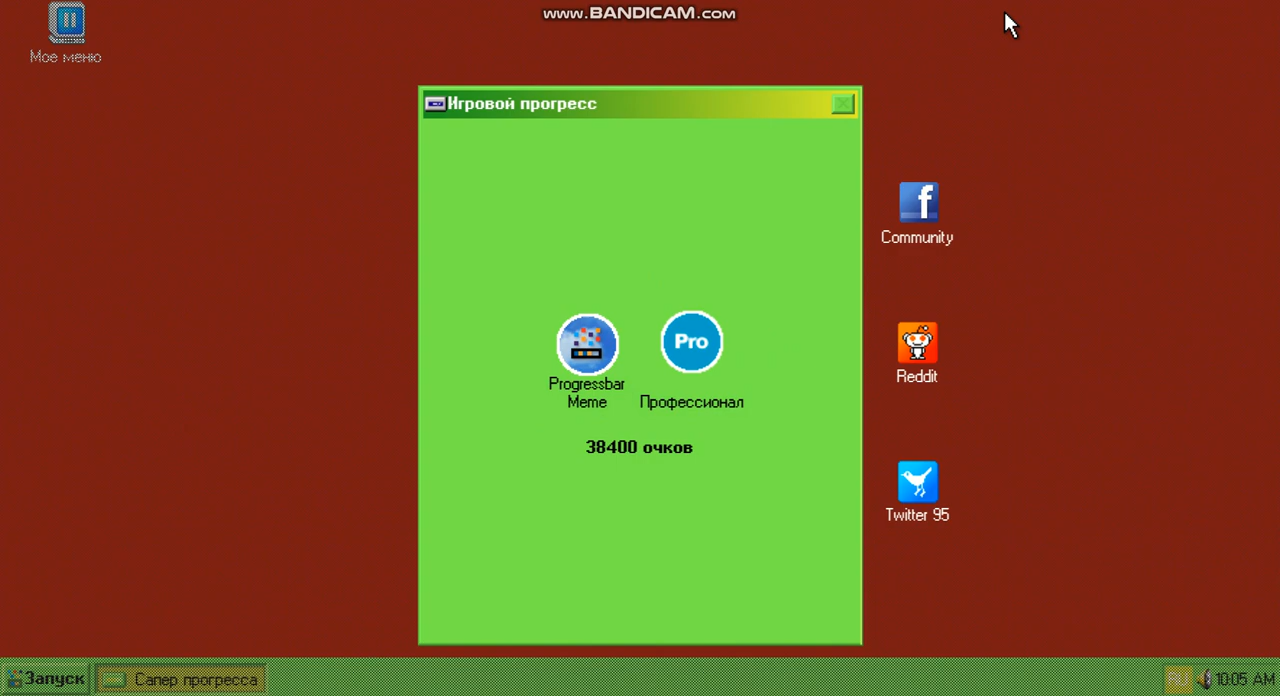 www.BANDICAM.com
Мое меню
Игровой прогресс
Community
Pro
Reddit
Progressbar
Meme
Профессионал
38400 очков
Twitter 95
Запуск
Сапер прогресса
RU
10:05 AM